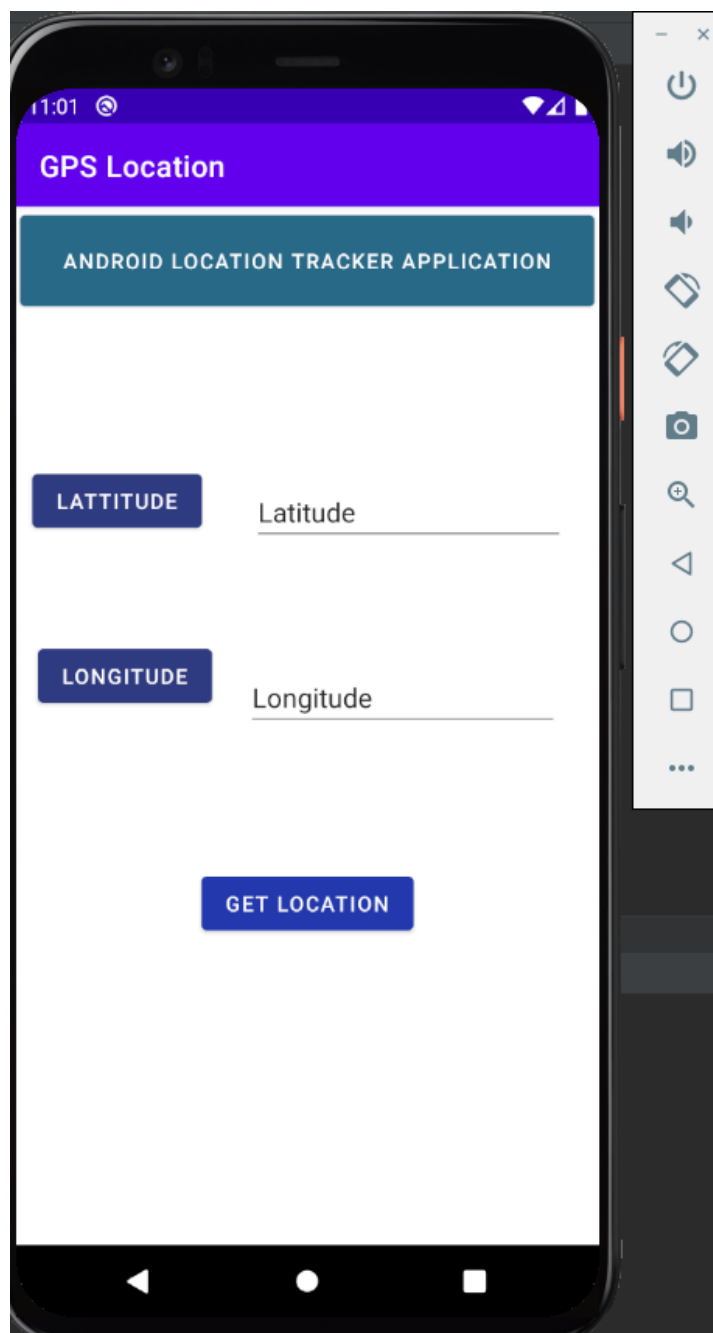 11:01
GPS Location
ANDROID LOCATION TRACKER APPLICATION
LATTITUDE
Latitude
LONGITUDE
Longitude
GET LOCATION